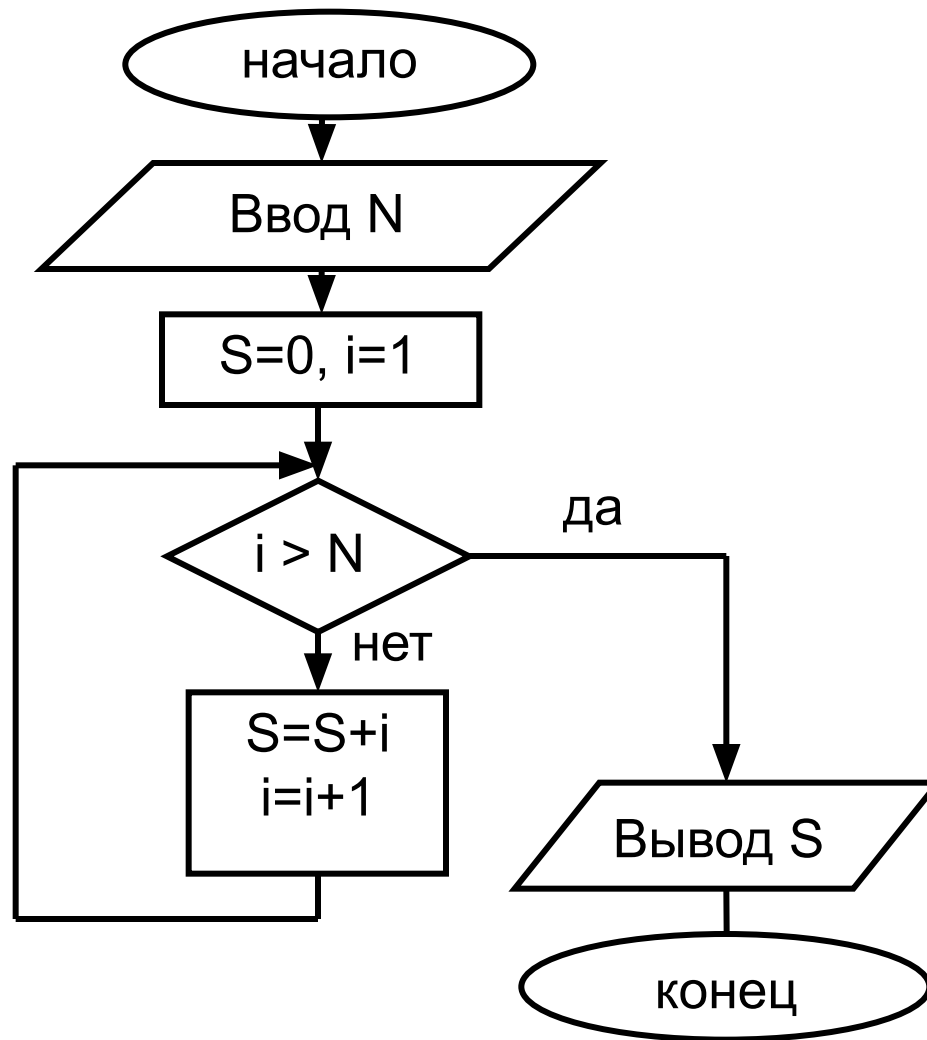 начало
Ввод N
S=0, i=1
i > N
да
нет
S=S+i
i=i+1
Вывод S
конец